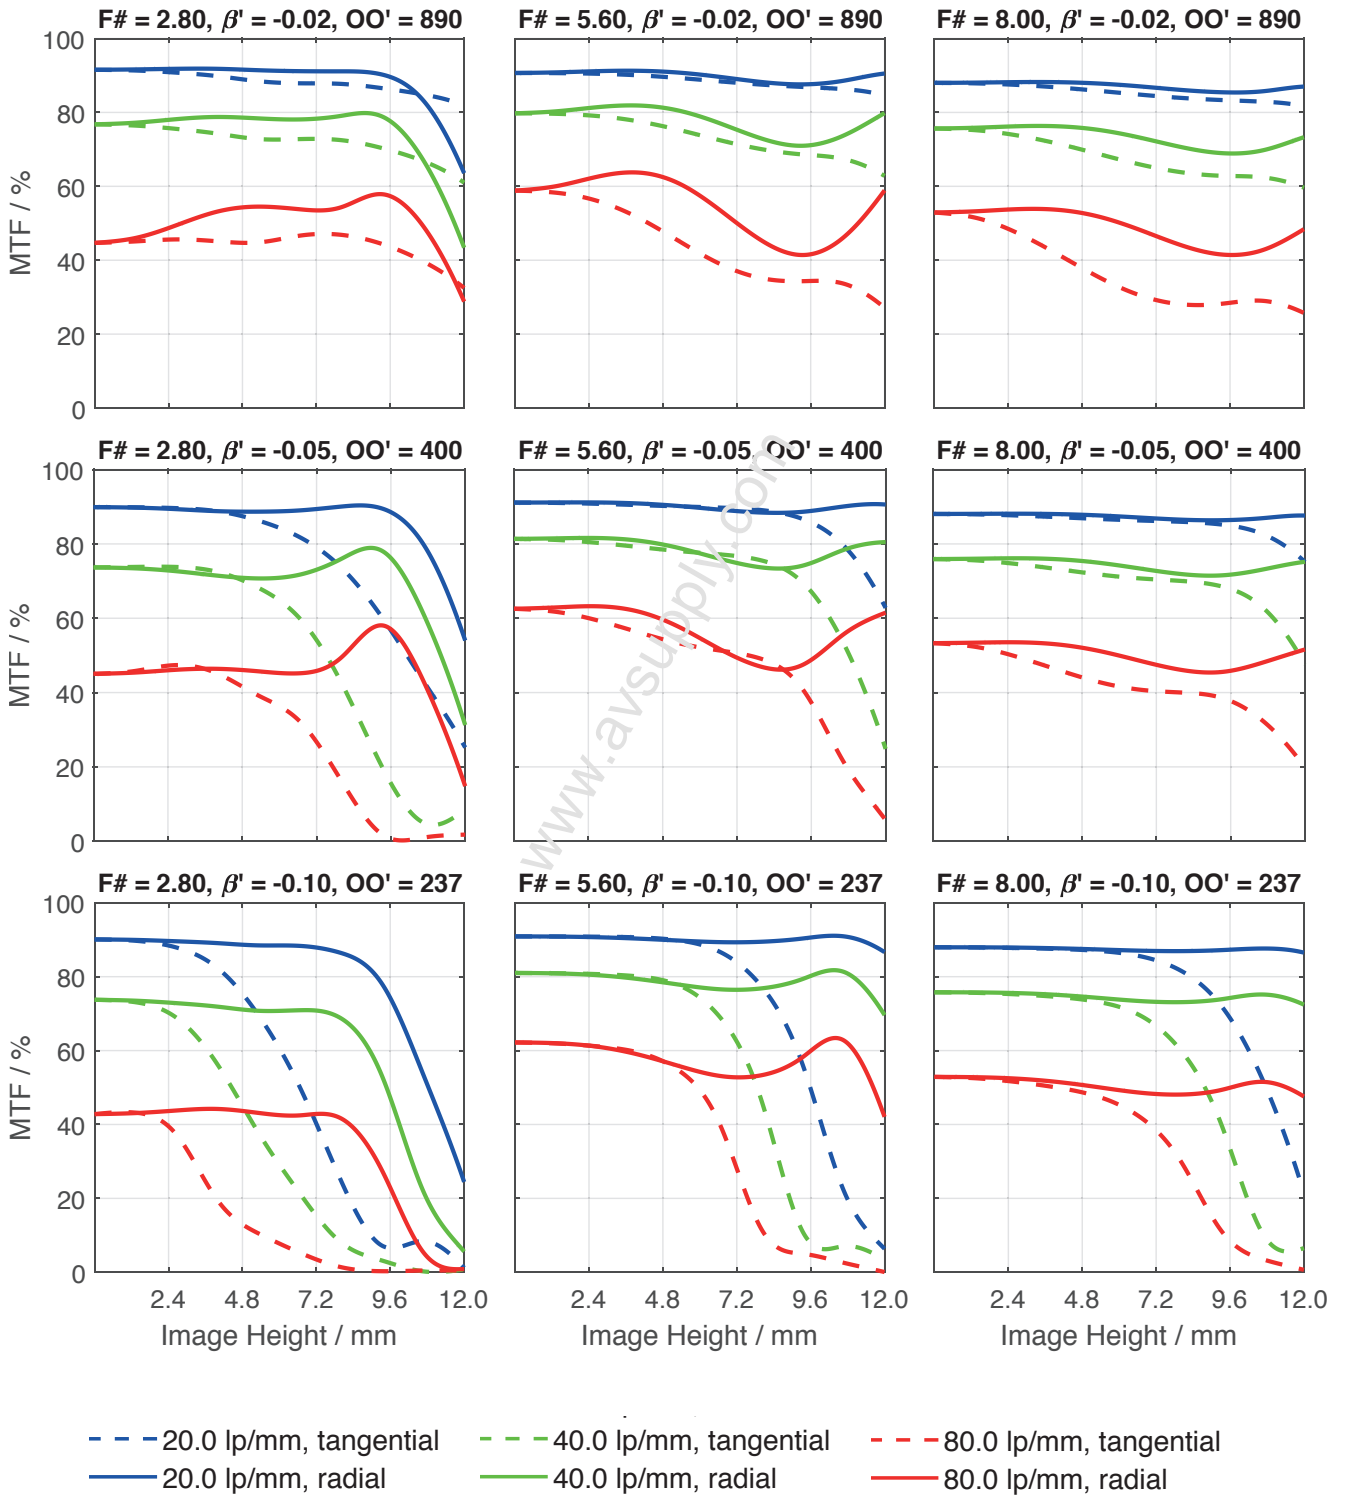 F# = 2.80, β' = -0.02, OO' = 890
F# = 5.60, β' = -0.02, OO' = 890
F# = 8.00, β' = -0.02, OO' = 890
100
80
60
40
20
0
MTF / %
F# = 2.80, β' = -0.05, OO' = 400
F# = 5.60, β' = -0.05, OO' = 400
F# = 8.00, β' = -0.05, OO' = 400
100
80
60
40
20
0
MTF / %
www.avsupply.com
F# = 2.80, β' = -0.10, OO' = 237
F# = 5.60, β' = -0.10, OO' = 237
F# = 8.00, β' = -0.10, OO' = 237
100
80
60
40
20
0
MTF / %
2.4 4.8 7.2 9.6 12.0
2.4 4.8 7.2 9.6 12.0
2.4 4.8 7.2 9.6 12.0
Image Height / mm
Image Height / mm
Image Height / mm
20.0 lp/mm, tangential
40.0 lp/mm, tangential
80.0 lp/mm, tangential
20.0 lp/mm, radial
40.0 lp/mm, radial
80.0 lp/mm, radial